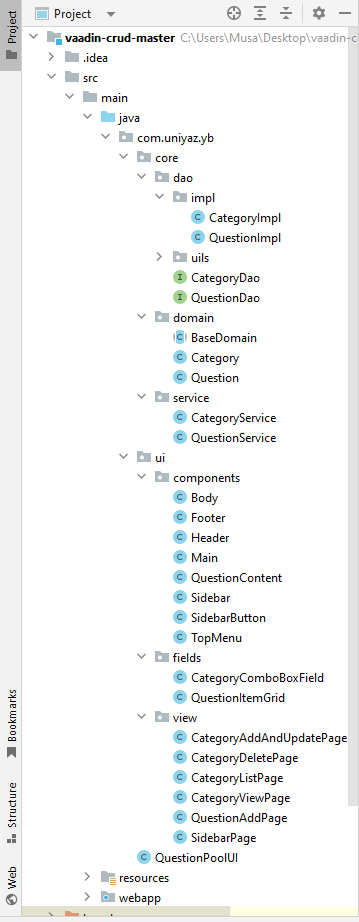 Project
Project
vaadin-crud-master C:\Users\Musa\Desktop\vaadin-c
.idea
src
main
java
com.uniyaz.yb
core
dao
impl
C CategoryImpl
C QuestionImpl
uils
I CategoryDao
I QuestionDao
domain
C BaseDomain
C Category
C Question
service
C CategoryService
C QuestionService
ui
components
C Body
C Footer
C Header
C Main
C QuestionContent
C Sidebar
C SidebarButton
C TopMenu
fields
C CategoryComboBoxField
C QuestionItemGrid
view
C CategoryAddAndUpdatePage
C CategoryDeletePage
C CategoryListPage
C CategoryViewPage
C QuestionAddPage
C SidebarPage
C QuestionPoolUI
resources
webapp
Bookmarks
Structure
Web